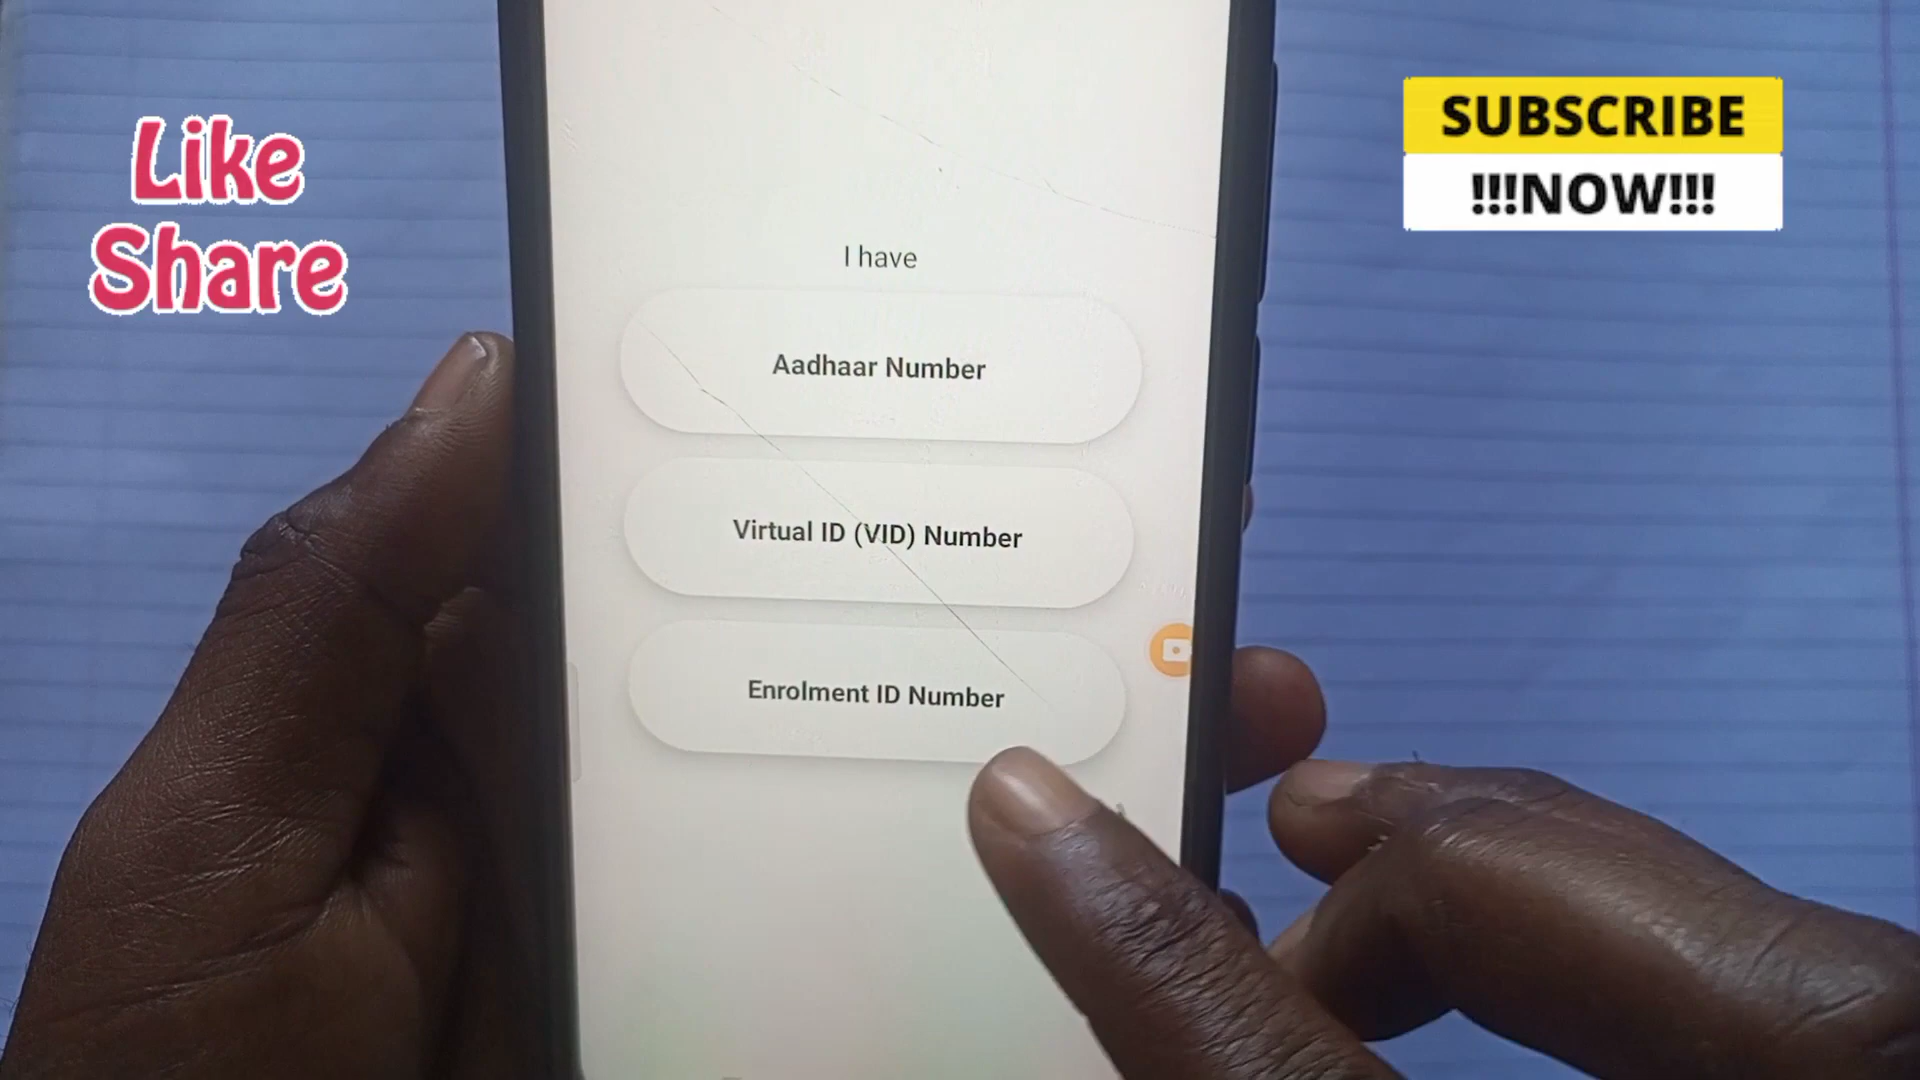 Like
Share
SUBSCRIBE
!!!NOW!!!
I have
Aadhaar Number
Virtual ID (VID) Number
Enrolment ID Number